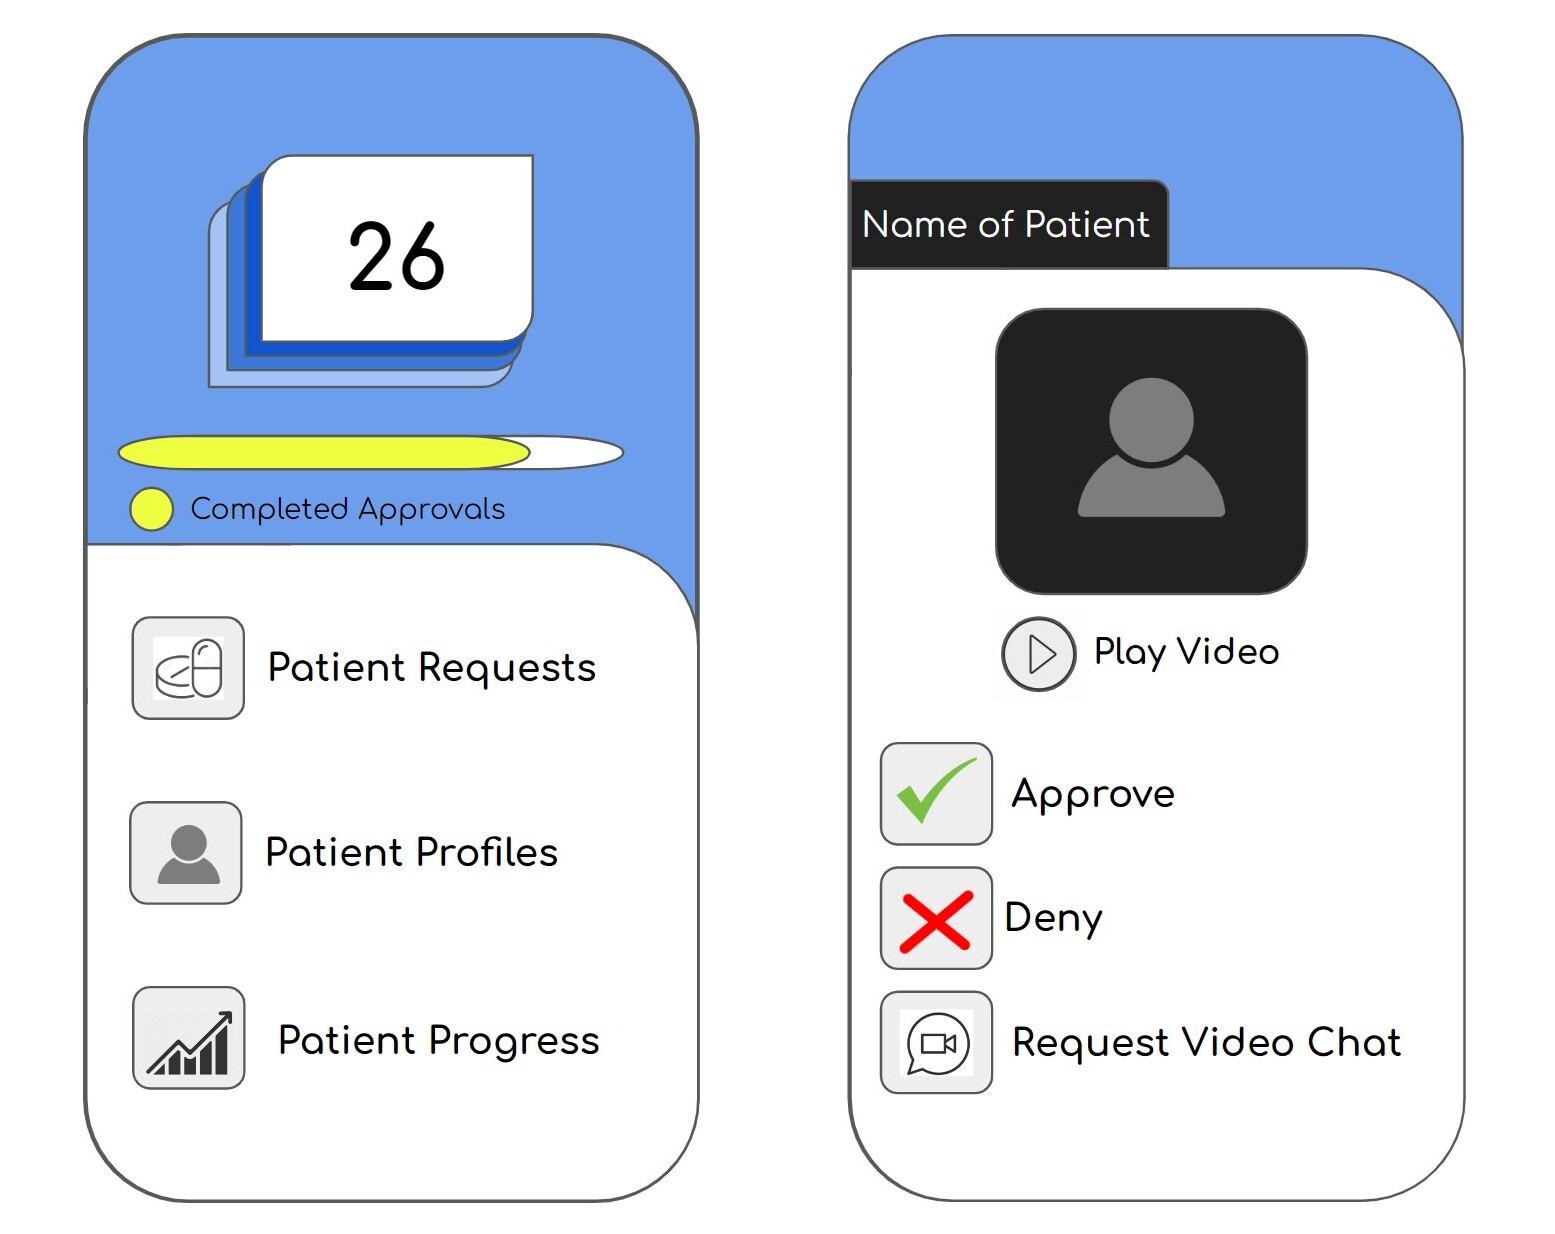 26
Completed Approvals
Patient Requests
Patient Profiles
Patient Progress
Name of Patient
Play Video
Approve
Deny
Request Video Chat